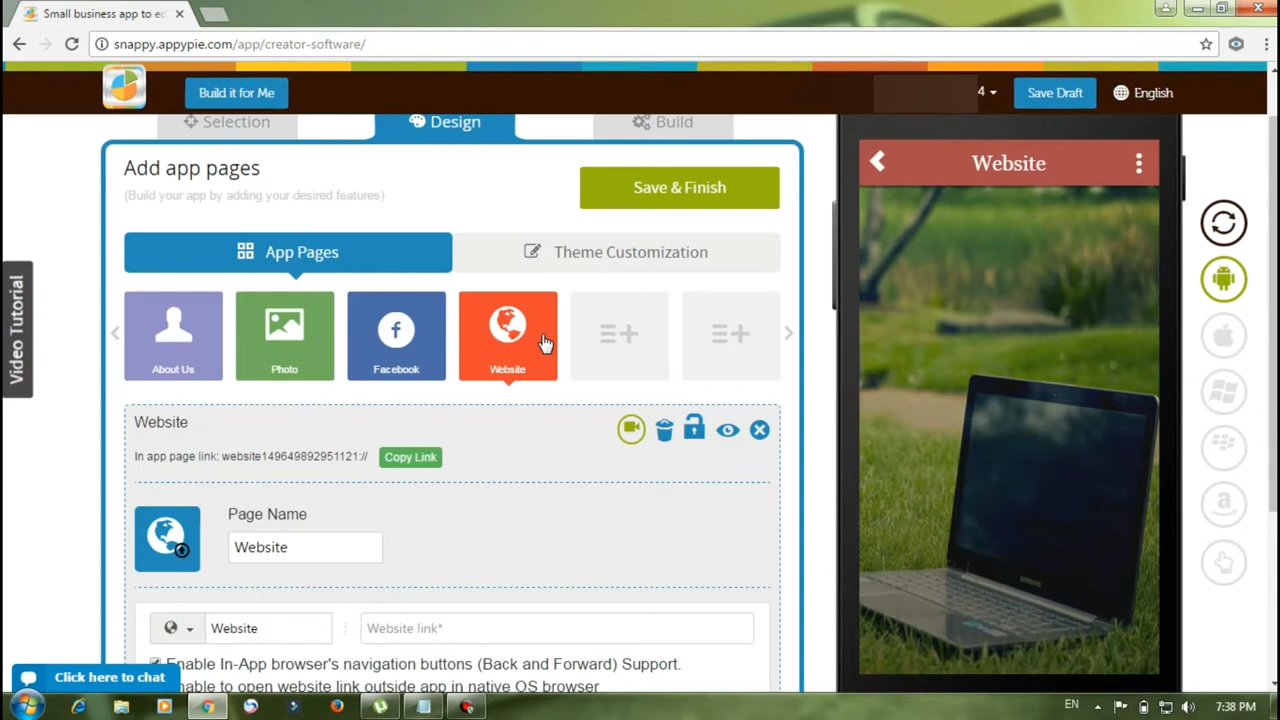 Small business app to ed
snappy.appypie.com/app/creator-software/
Build it for Me
4
Save Draft
English
Selection
Design
Build
Add app pages
(Build your app by adding your desired features)
Save & Finish
App Pages
Theme Customization
About Us
Photo
Facebook
Website
Website
In app page link: website149649892951121://
Copy Link
Page Name
Website
Website
Website link*
Enable In-App browser's navigation buttons (Back and Forward) Support.
to open website link outside app in native OS browser
Video Tutorial
Click here to chat
Website
SAMSUNG
EN
7:38 PM